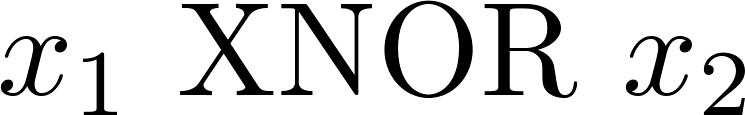 x₁ XNOR x₂